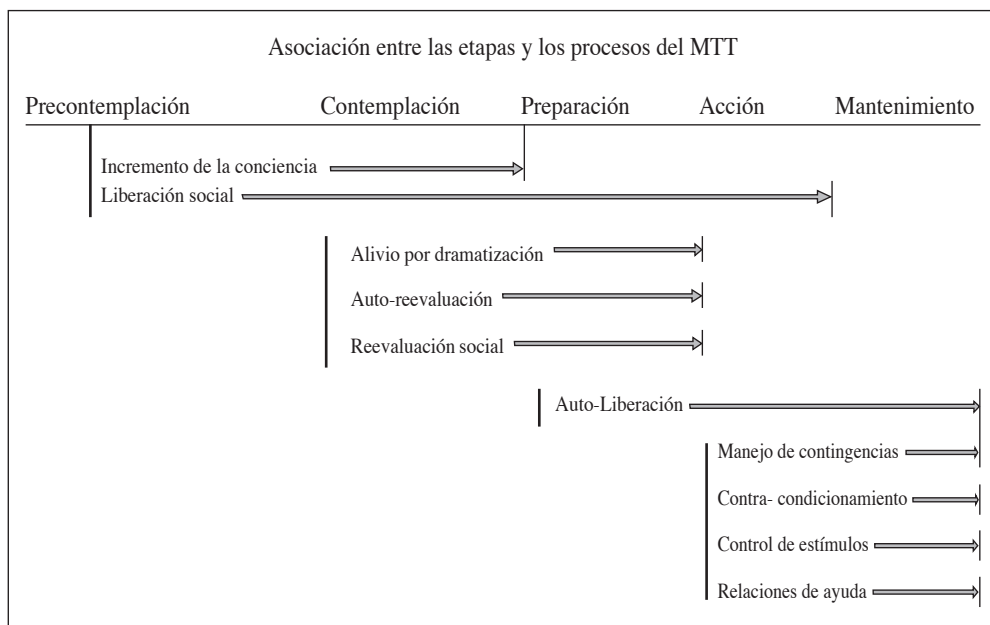 Asociación entre las etapas y los procesos del MTT
Precontemplación Contemplación Preparación Acción Mantenimiento
Incremento de la conciencia
Liberación social
Alivio por dramatización
Auto-reevaluación
Reevaluación social
Auto-Liberación
Manejo de contingencias
Contra- condicionamiento
Control de estímulos
Relaciones de ayuda